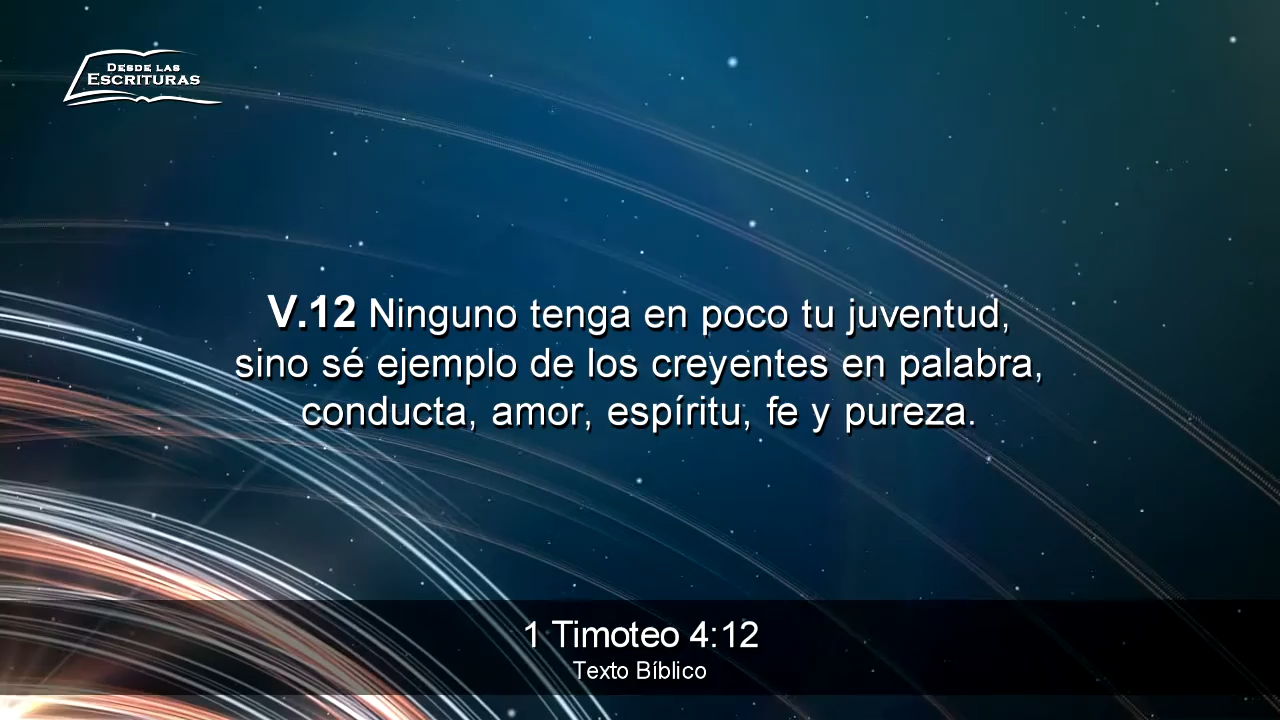 DESDE LAS
ESCRITURAS
V.12 Ninguno tenga en poco tu juventud,
sino sé ejemplo de los creyentes en palabra,
conducta, amor, espíritu, fe y pureza.
1 Timoteo 4:12
Texto Bíblico